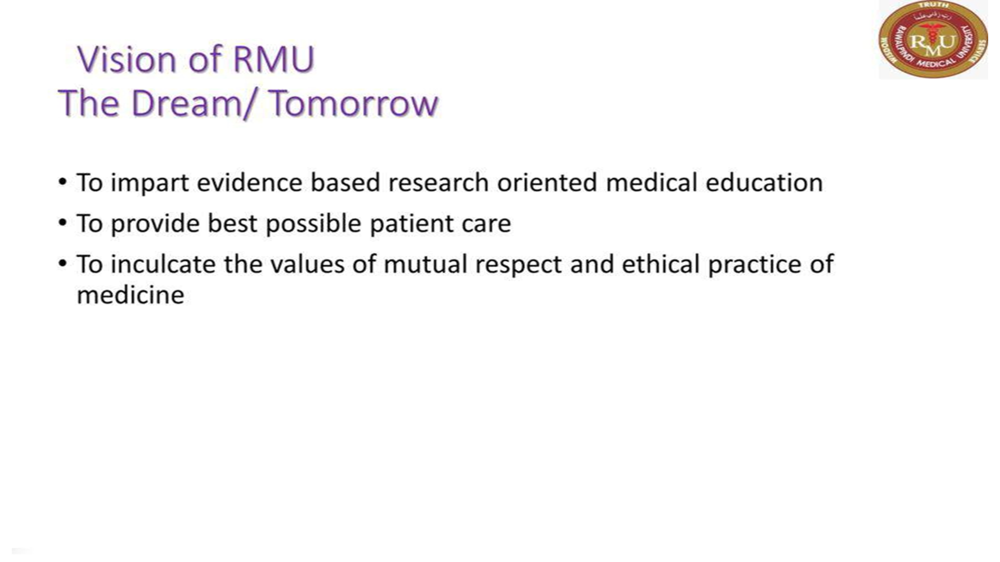 TRUTH
رَبِّ زِدْنِي عِلْماً
WISDOM
RAWALPINDI MEDICAL UNIVERSITY
SERVICE
RMU
Vision of RMU
The Dream/ Tomorrow
• To impart evidence based research oriented medical education
• To provide best possible patient care
• To inculcate the values of mutual respect and ethical practice of
medicine